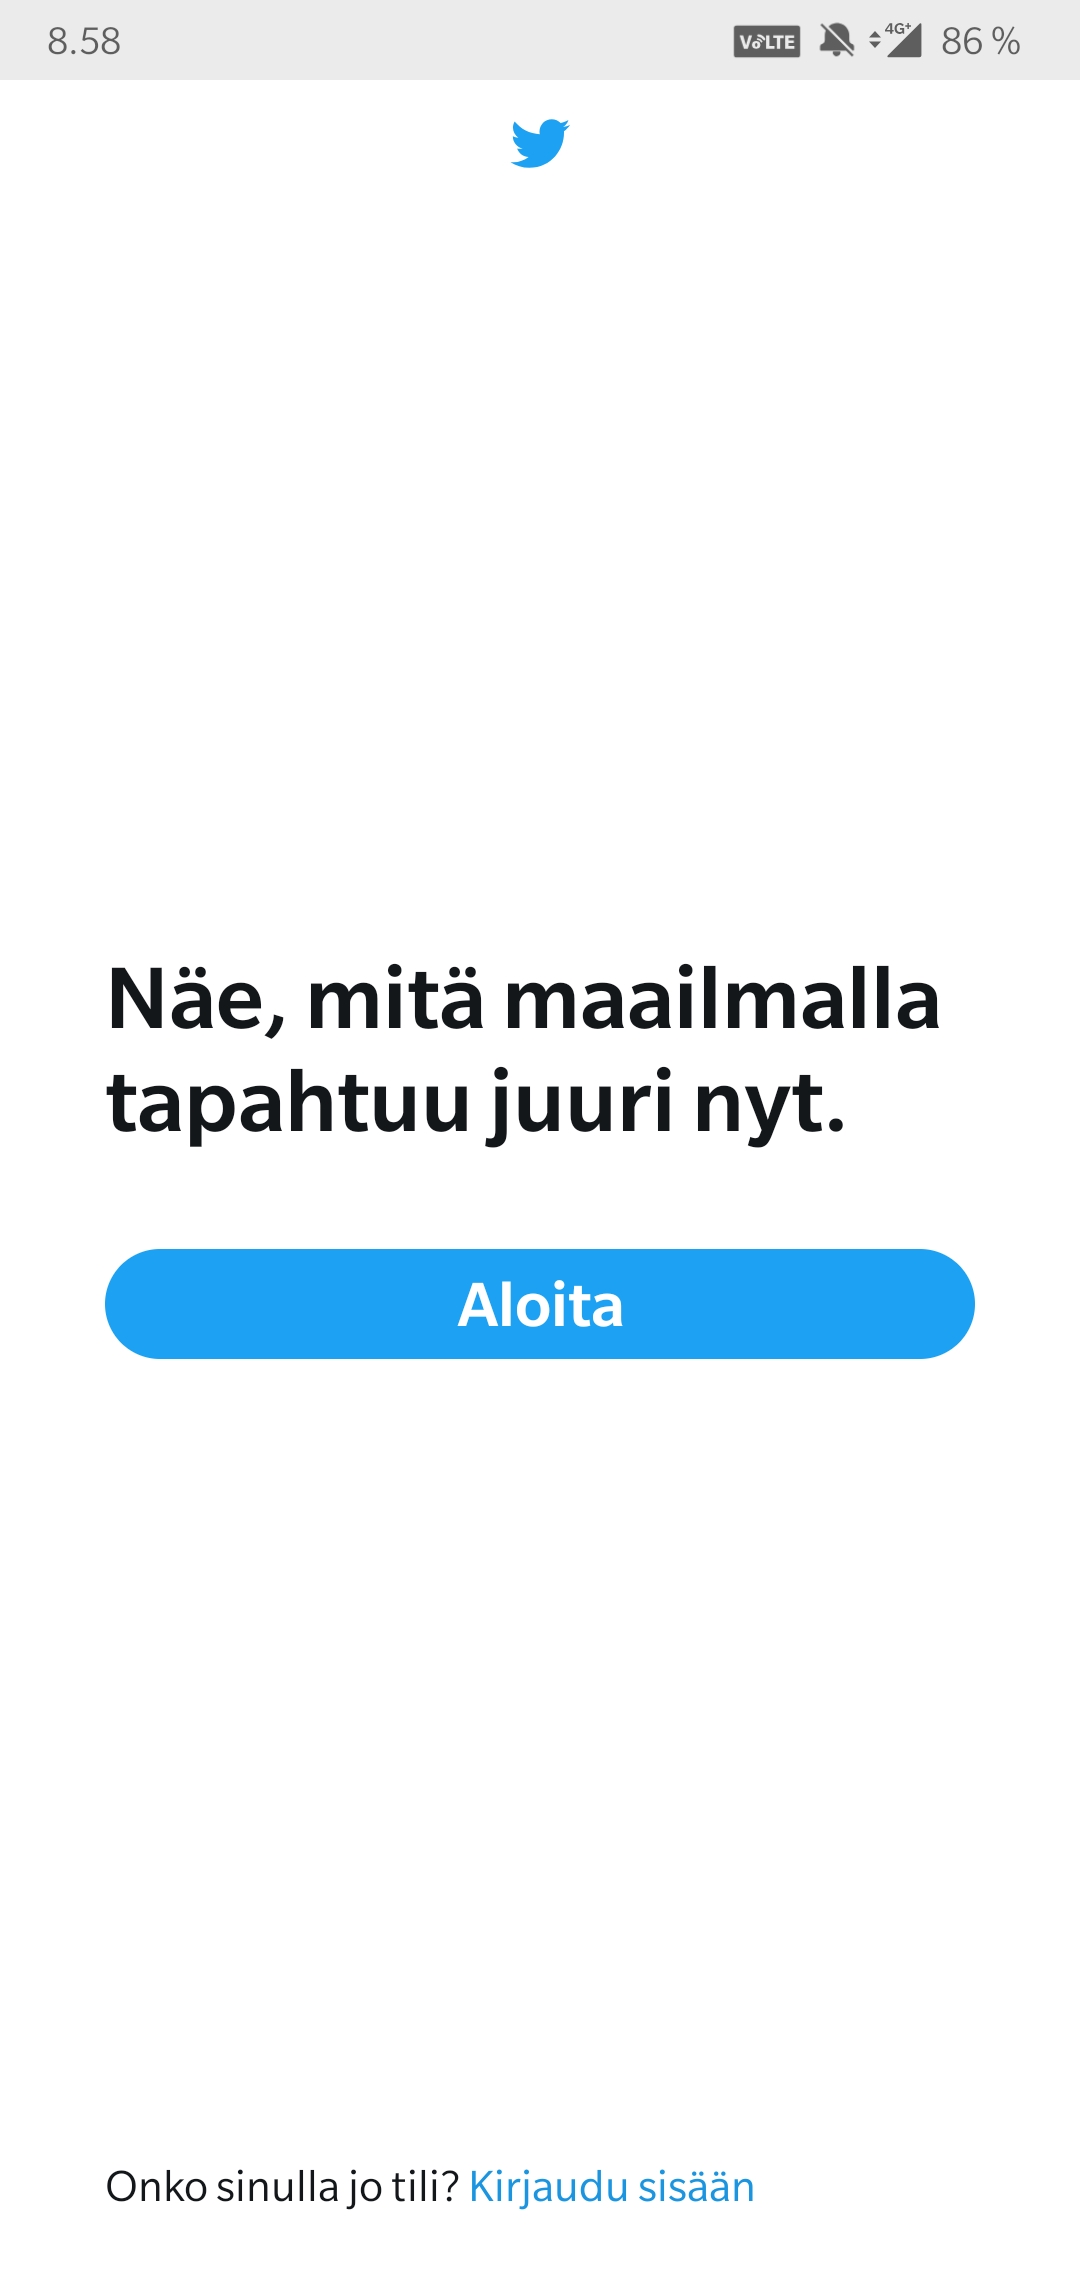 8.58
VoLTE 4G+ 86 %
Näe, mitä maailmalla
tapahtuu juuri nyt.
Aloita
Onko sinulla jo tili? Kirjaudu sisään